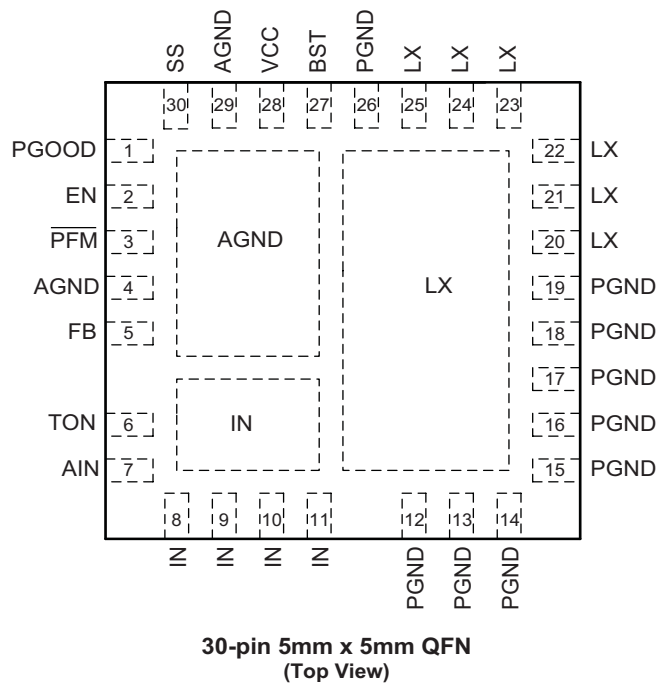 SS
AGND
VCC
BST
PGND
LX
LX
LX
30
29
28
27
26
25
24
23
PGOOD 1
22 LX
EN 2
21 LX
PFM 3
20 LX
AGND 4
19 PGND
FB 5
18 PGND
17 PGND
TON 6
16 PGND
AIN 7
15 PGND
AGND
LX
IN
8
9
10
11
12
13
14
IN
IN
IN
IN
PGND
PGND
PGND
30-pin 5mm x 5mm QFN
(Top View)